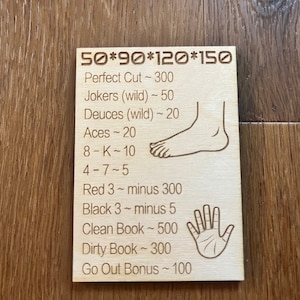 50*90*120*150
Perfect Cut ~ 300
Jokers (wild) ~ 50
Deuces (wild) ~ 20
Aces ~ 20
8 - K ~ 10
4 - 7 ~ 5
Red 3 ~ minus 300
Black 3 ~ minus 5
Clean Book ~ 500
Dirty Book ~ 300
Go Out Bonus ~ 100